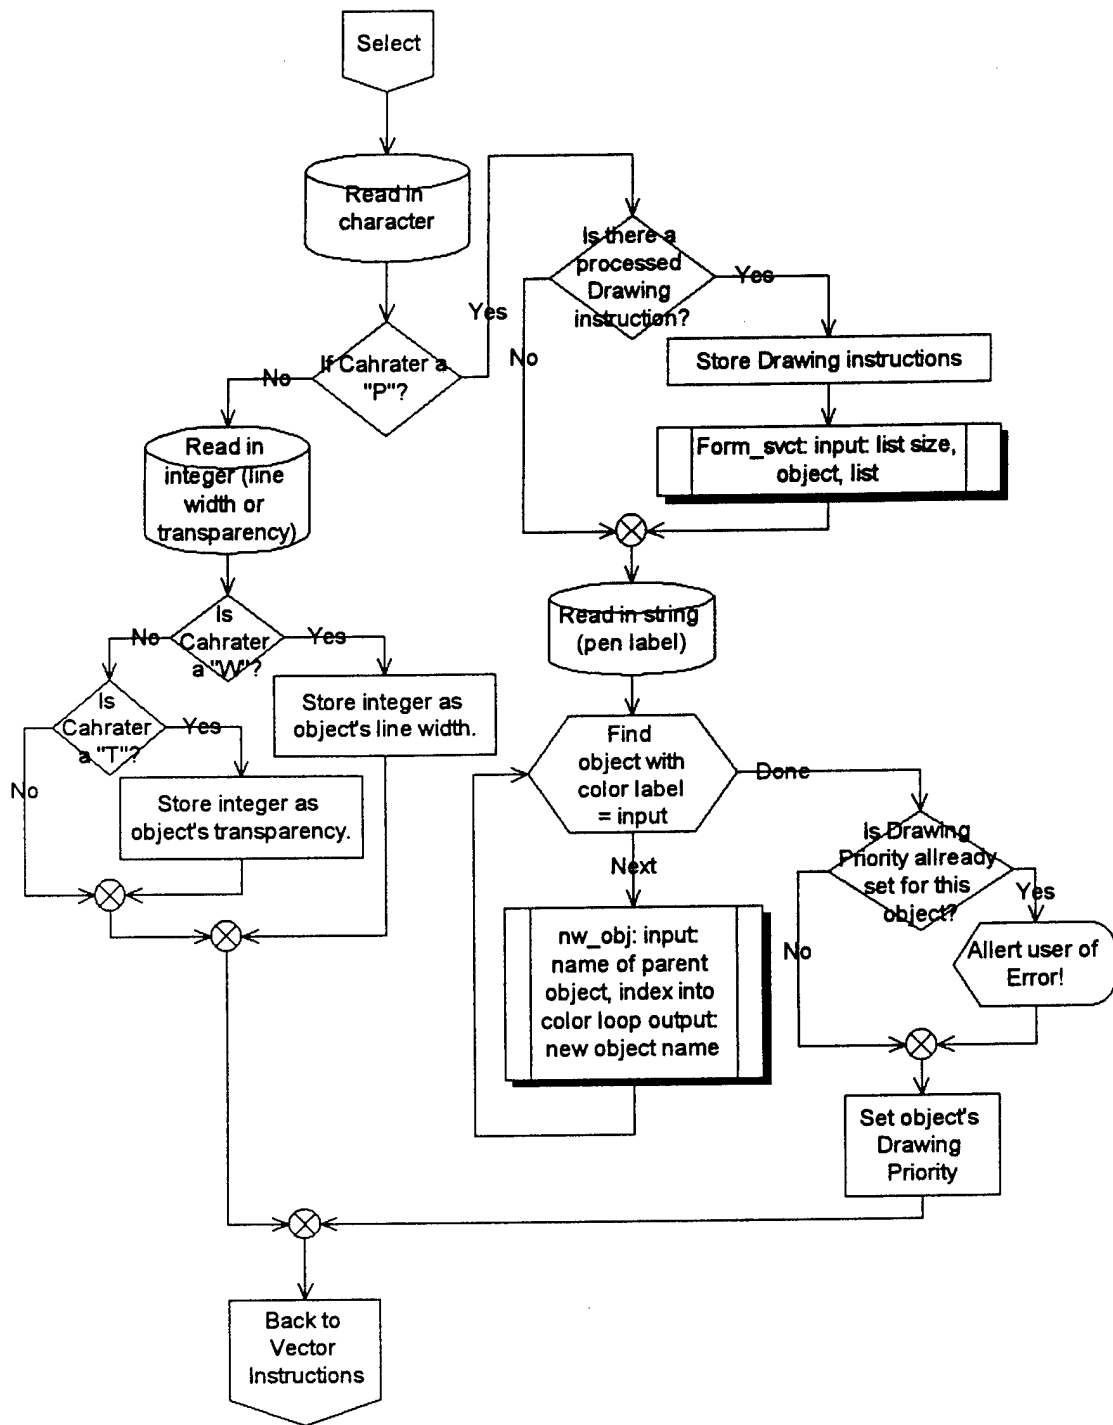 Select
Read in
character
If Cahrater a
"P"?
No
Yes
Is there a
processed
Drawing
instruction?
Yes
No
Store Drawing instructions
Form_svct: input: list size,
object, list
Read in
integer (line
width or
transparency)
Is
Cahrater
a "W"?
No
Yes
Store integer as
object's line width.
Is
Cahrater
a "T"?
Yes
No
Store integer as
object's transparency.
Read in string
(pen label)
Find
object with
color label
= input
Done
Next
nw_obj: input:
name of parent
object, index into
color loop output:
new object name
Is Drawing
Priority allready
set for this
object?
Yes
No
Allert user of
Error!
Set object's
Drawing
Priority
Back to
Vector
Instructions